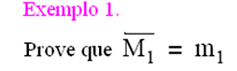 Exemplo 1.
Prove que M̅₁̅ = m₁